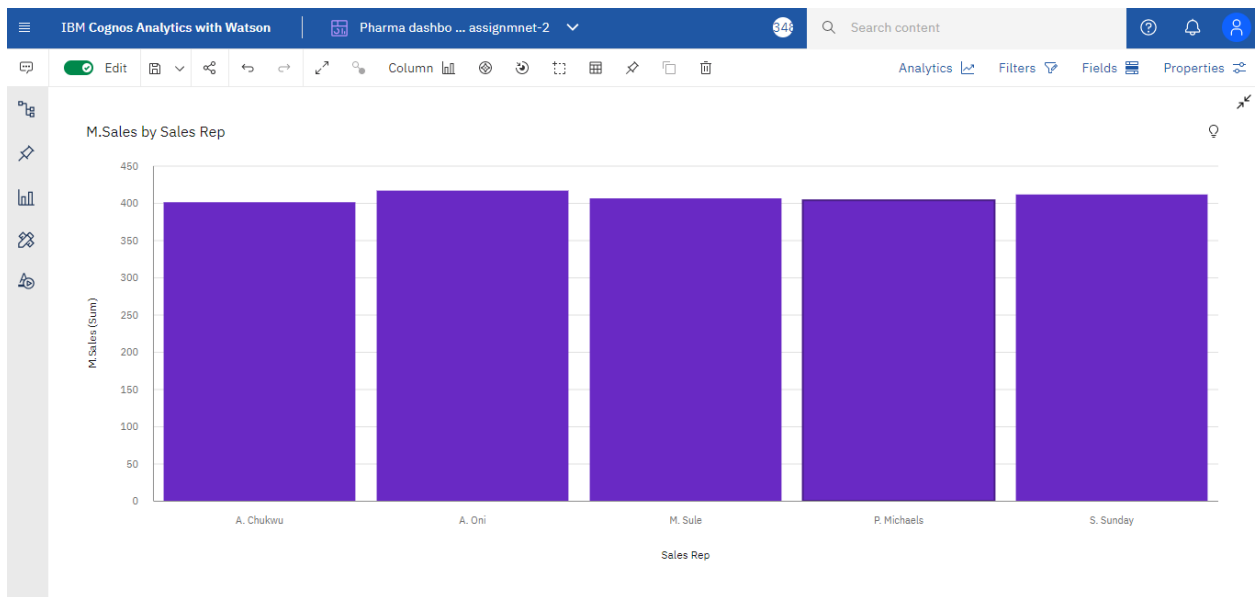 IBM Cognos Analytics with Watson
Pharma dashbo ... assignmnet-2
348
Search content
Edit
Column
Analytics
Filters
Fields
Properties
M.Sales by Sales Rep
450
400
350
300
250
200
150
100
50
0
M.Sales (Sum)
A. Chukwu
A. Oni
M. Sule
P. Michaels
S. Sunday
Sales Rep